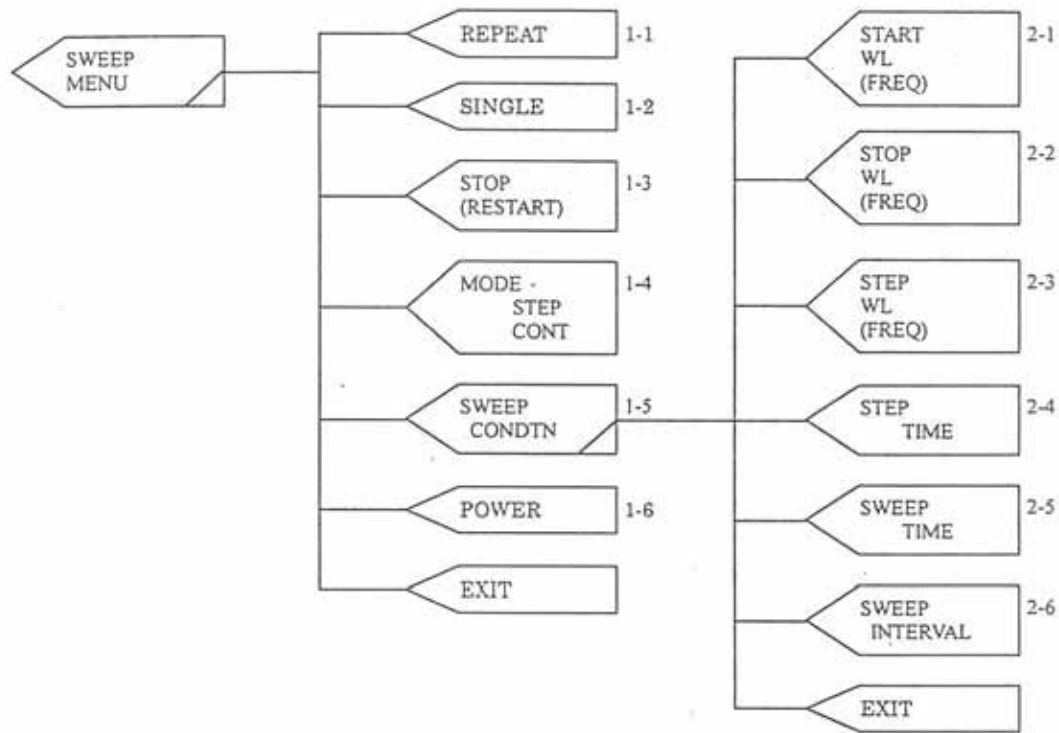 SWEEP
MENU
REPEAT 1-1
SINGLE 1-2
STOP 1-3
(RESTART)
MODE - 1-4
STEP
CONT
SWEEP 1-5
CONDTN
POWER 1-6
EXIT
START 2-1
WL
(FREQ)
STOP 2-2
WL
(FREQ)
STEP 2-3
WL
(FREQ)
STEP 2-4
TIME
SWEEP 2-5
TIME
SWEEP 2-6
INTERVAL
EXIT